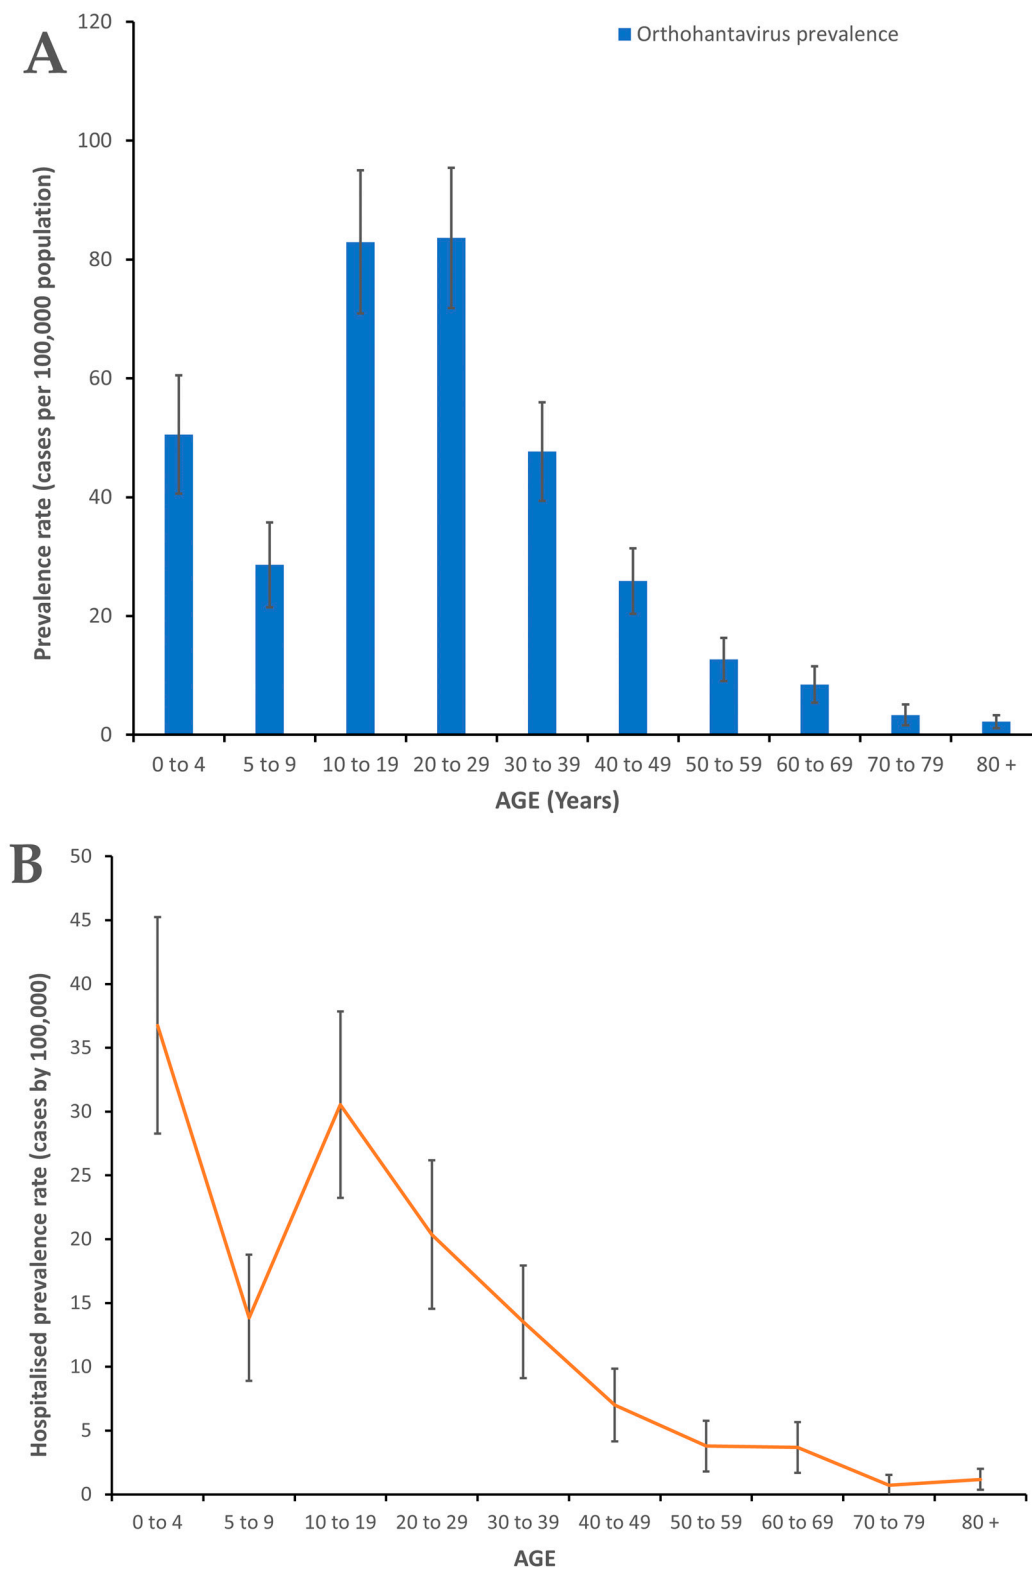 A
Orthohantavirus prevalence
Prevalence rate (cases per 100,000 population)
120
100
80
60
40
20
0
0 to 4 5 to 9 10 to 19 20 to 29 30 to 39 40 to 49 50 to 59 60 to 69 70 to 79 80 +
AGE (Years)
B
Hospitalised prevalence rate (cases by 100,000)
50
45
40
35
30
25
20
15
10
5
0
0 to 4 5 to 9 10 to 19 20 to 29 30 to 39 40 to 49 50 to 59 60 to 69 70 to 79 80 +
AGE